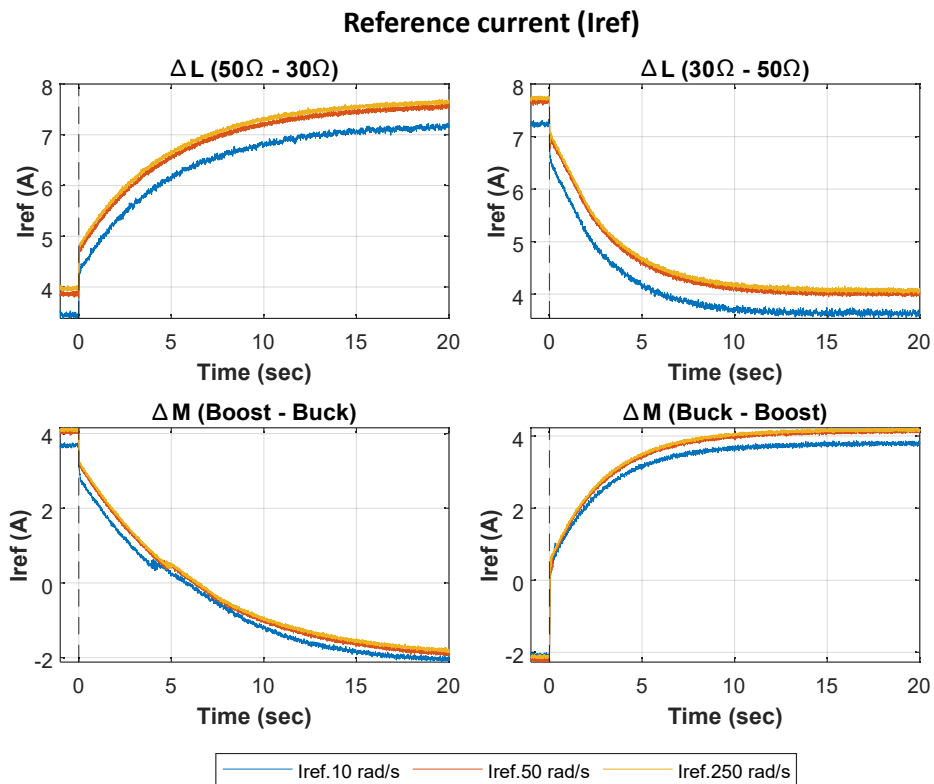 Reference current (Iref)
ΔL (50Ω - 30Ω)
8
7
6
5
4
Iref (A)
0
5
10
15
20
Time (sec)
ΔL (30Ω - 50Ω)
8
7
6
5
4
Iref (A)
0
5
10
15
20
Time (sec)
ΔM (Boost - Buck)
4
2
0
-2
Iref (A)
0
5
10
15
20
Time (sec)
ΔM (Buck - Boost)
4
2
0
-2
Iref (A)
0
5
10
15
20
Time (sec)
Iref.10 rad/s
Iref.50 rad/s
Iref.250 rad/s